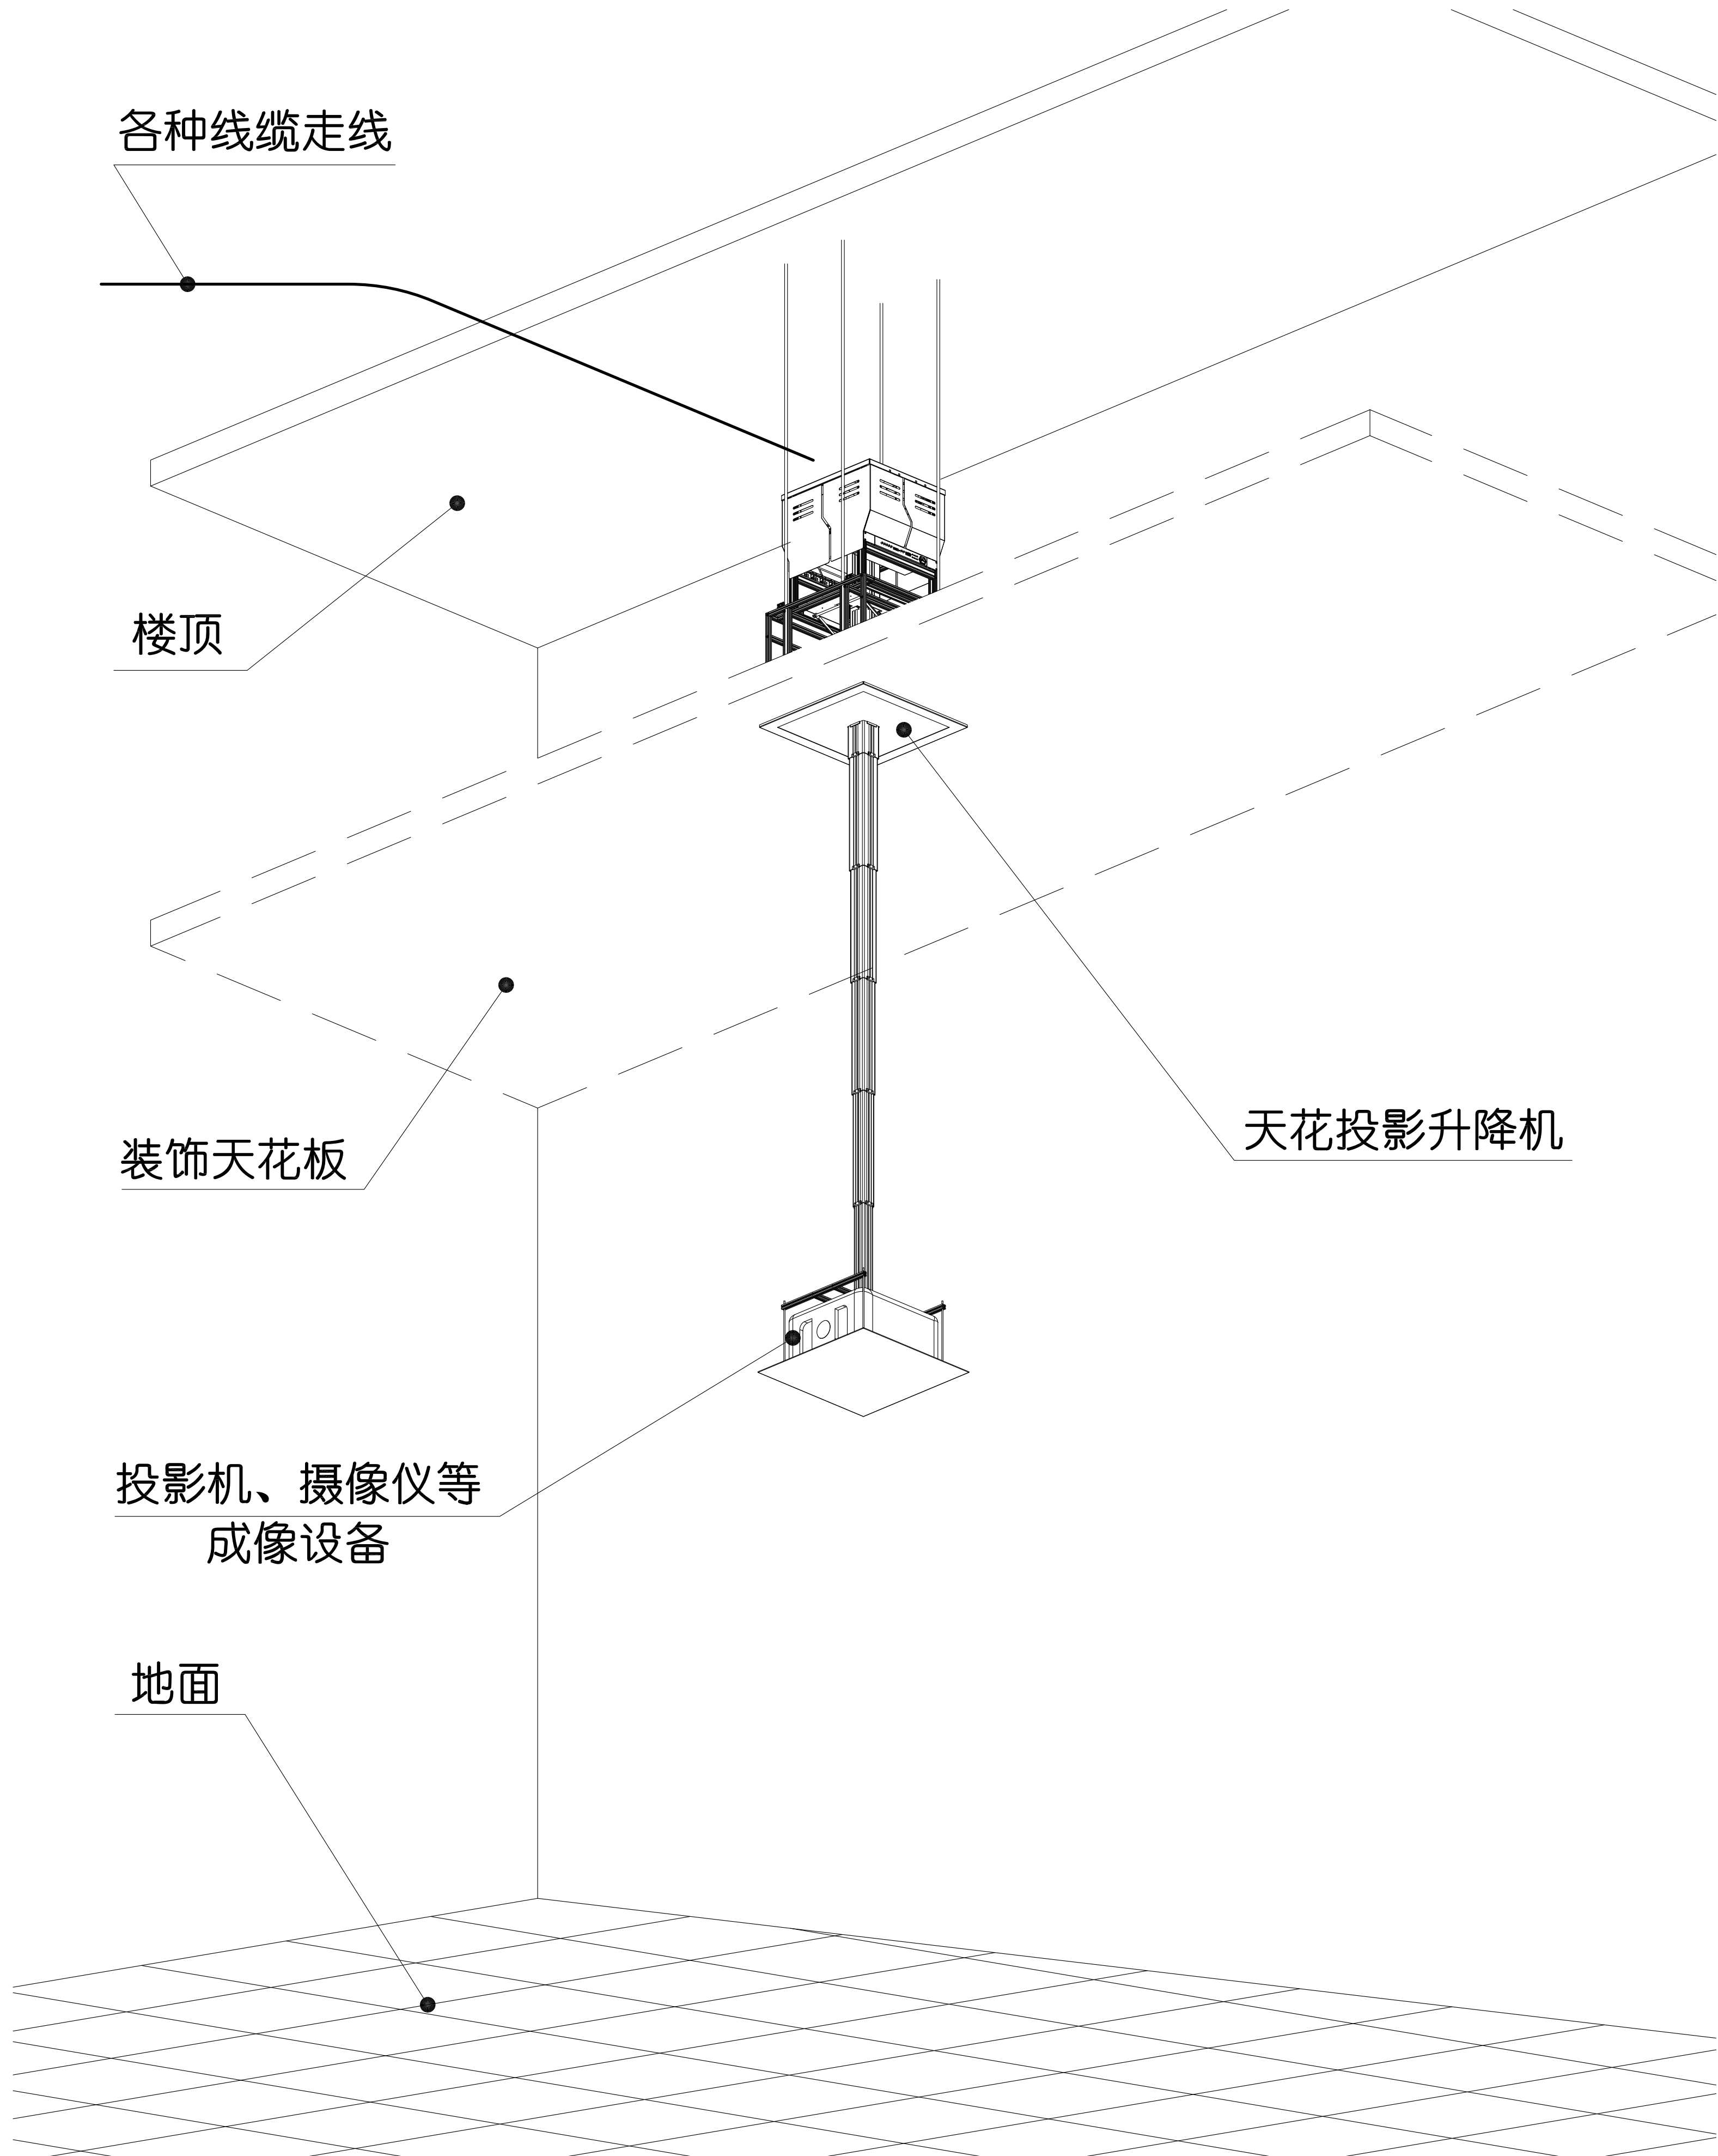 各种线缆走线
楼顶
装饰天花板
天花投影升降机
投影机、摄像仪等
成像设备
地面